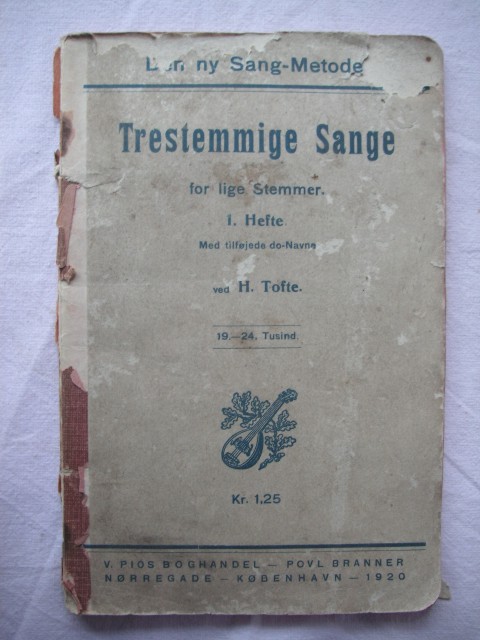 Den ny Sang-Metode
Trestemmige Sange
for lige Stemmer.
I. Hefte.
Med tilføjede do-Navne
ved H. Tofte.
19.—24. Tusind.
Kr. 1,25
V. PIOS BOGHANDEL — POVL BRANNER
NØRREGADE — KØBENHAVN — 1920